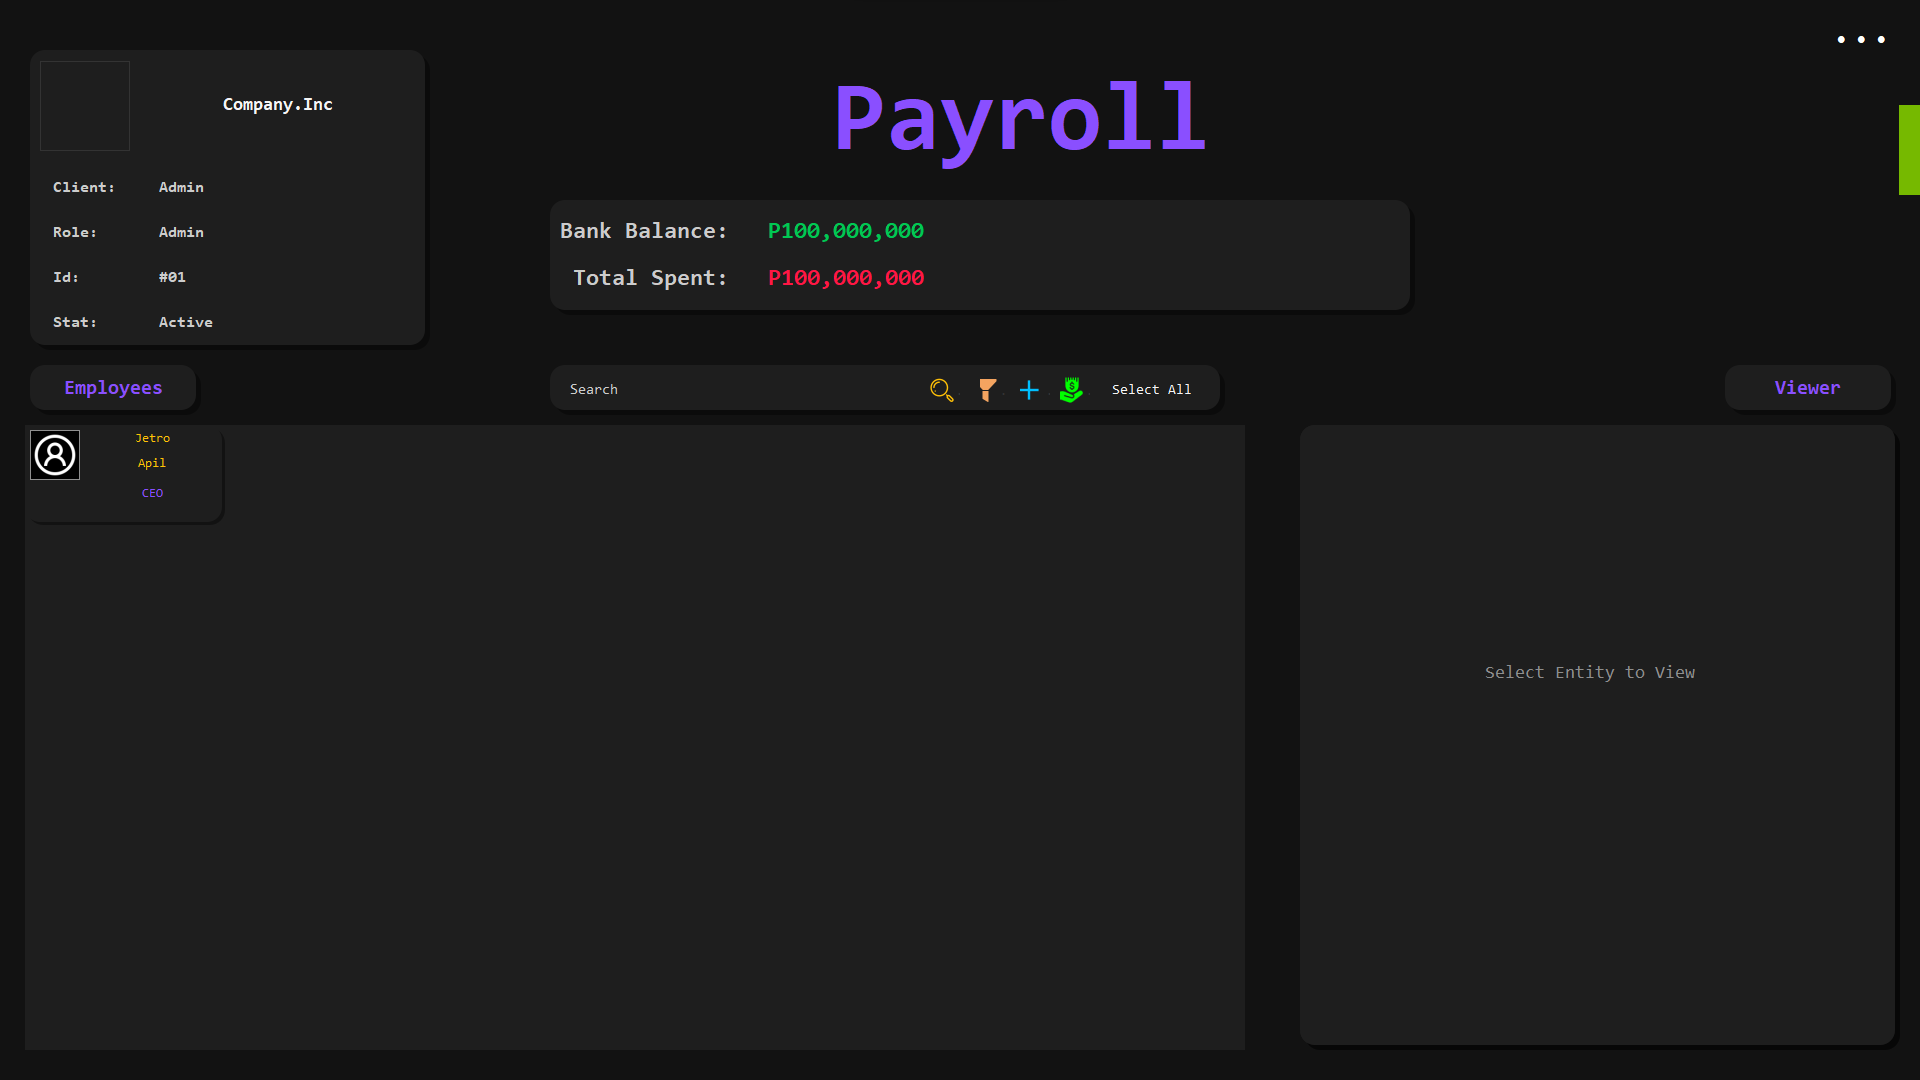 Company.Inc
Payroll
Client: Admin
Role: Admin
Id: #01
Stat: Active
Bank Balance: P100,000,000
Total Spent: P100,000,000
Employees
Search
Select All
Viewer
Jetro
Apil
CEO
Select Entity to View